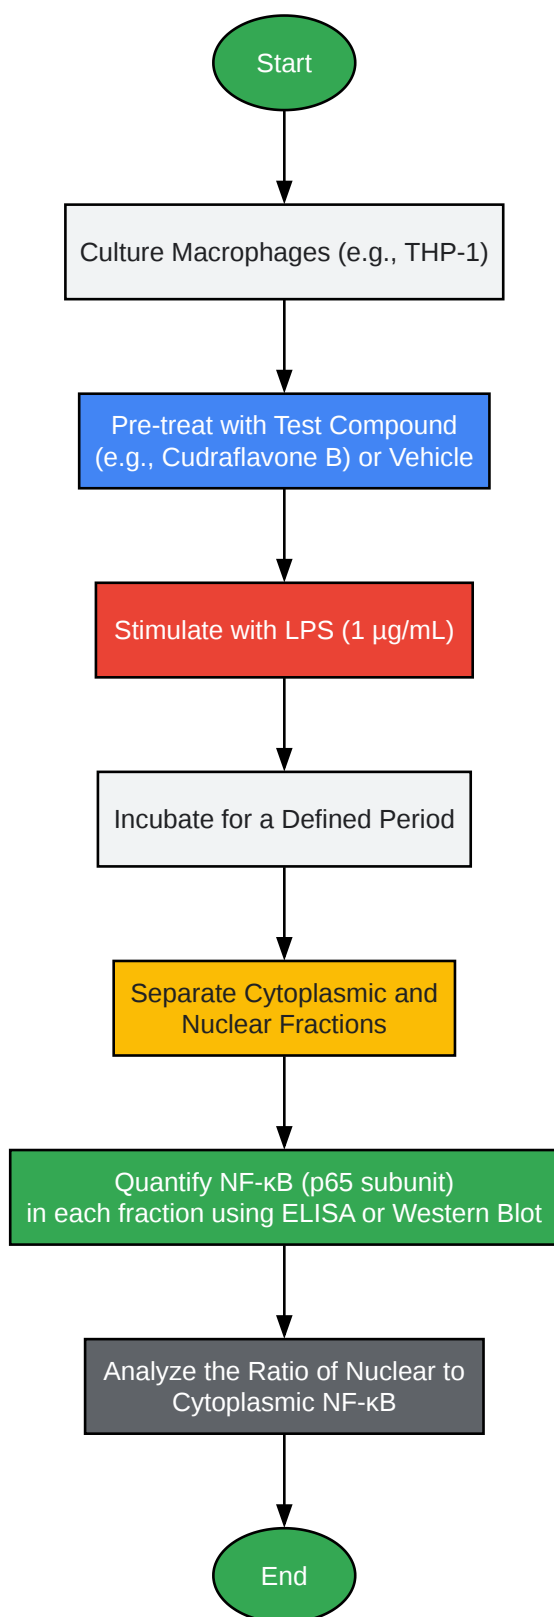 Start
Culture Macrophages (e.g., THP-1)
Pre-treat with Test Compound
(e.g., Cudraflavone B) or Vehicle
Stimulate with LPS (1 µg/mL)
Incubate for a Defined Period
Separate Cytoplasmic and
Nuclear Fractions
Quantify NF-κB (p65 subunit)
in each fraction using ELISA or Western Blot
Analyze the Ratio of Nuclear to
Cytoplasmic NF-κB
End